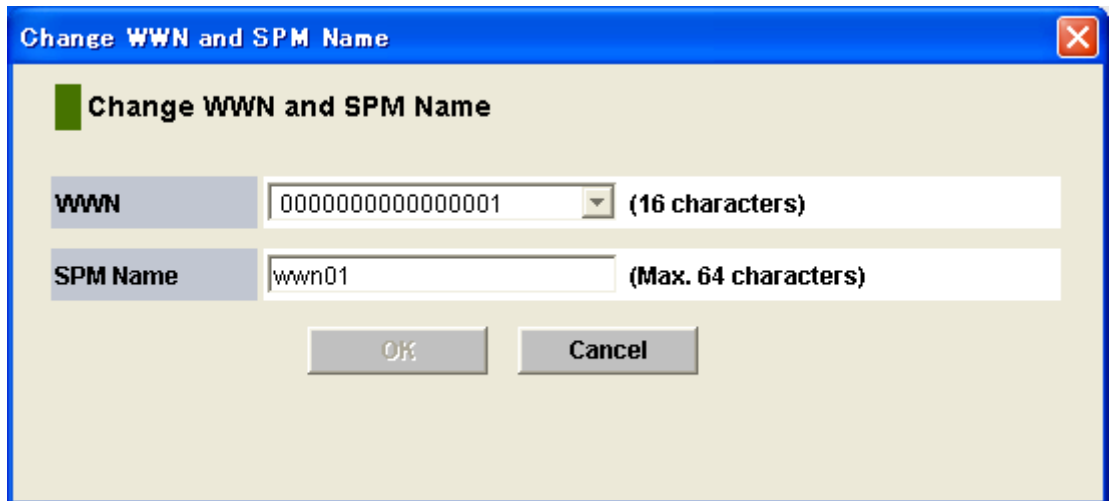 Change WWN and SPM Name
Change WWN and SPM Name
WWN 0000000000000001 (16 characters)
SPM Name wwn01 (Max. 64 characters)
OK Cancel